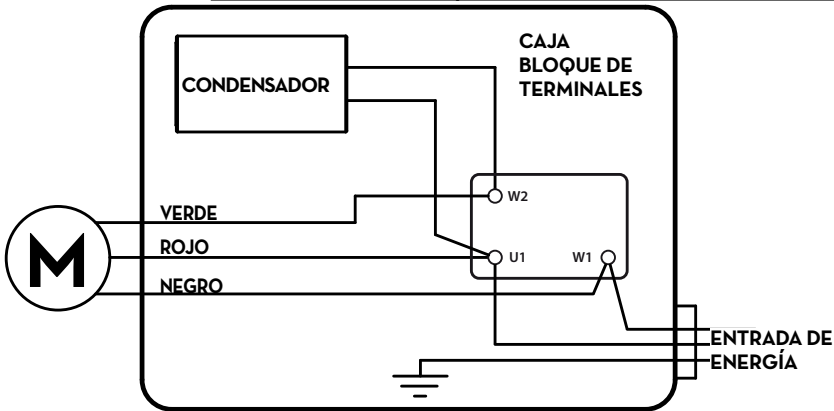 CAJA
BLOQUE DE
TERMINALES
CONDENSADOR
W2
VERDE
ROJO
U1
W1
NEGRO
M
ENTRADA DE
ENERGÍA